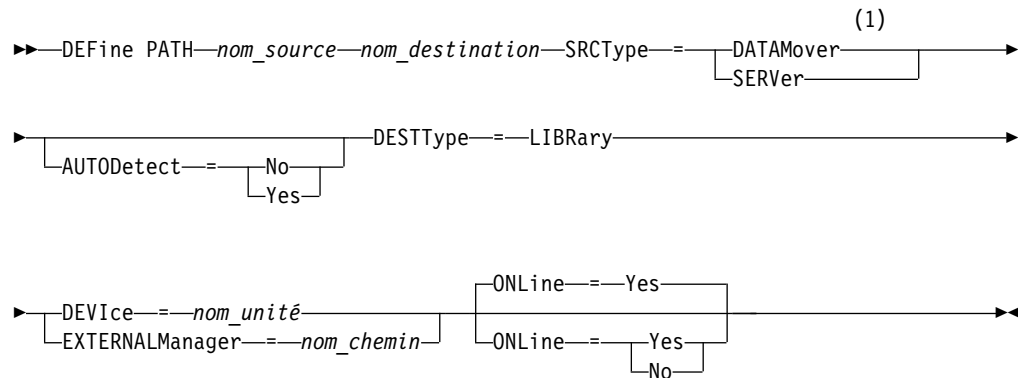 (1)
DEFine PATH nom_source nom_destination SRCType = DATAMover
SERVer
DESTType = LIBRary
AUTODetect = No
Yes
ONLine = Yes
DEVIce = nom_unité
EXTERNALManager = nom_chemin ONLine = Yes
No